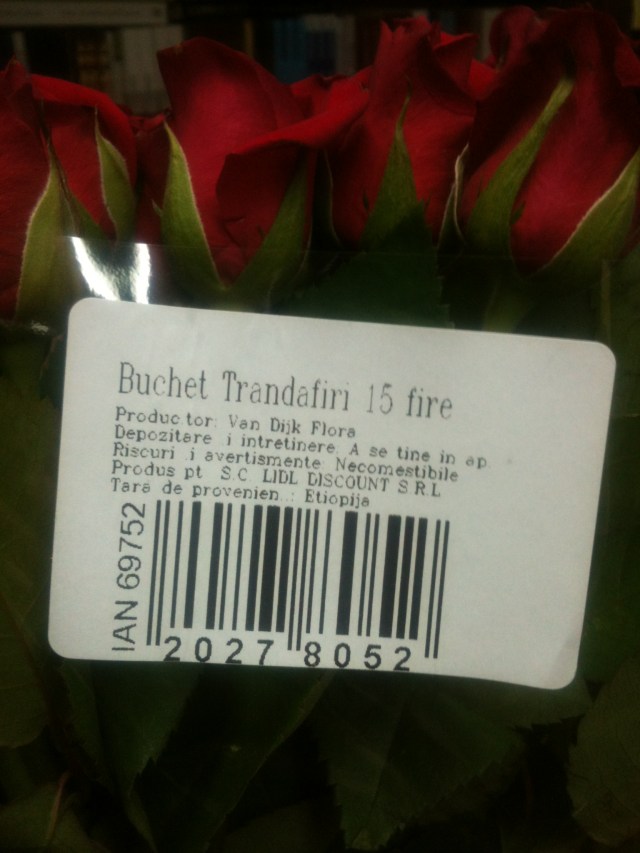 Buchet Trandafiri 15 fire
Productor: Van Dijk Flora
Depozitare i intretinere: A se tine in ap
Riscuri i avertismente: Necomestibile
Produs pt. S.C. LIDL DISCOUNT S.R.L
Tara de provenien..: Etiopija
IAN 69752
2027 8052